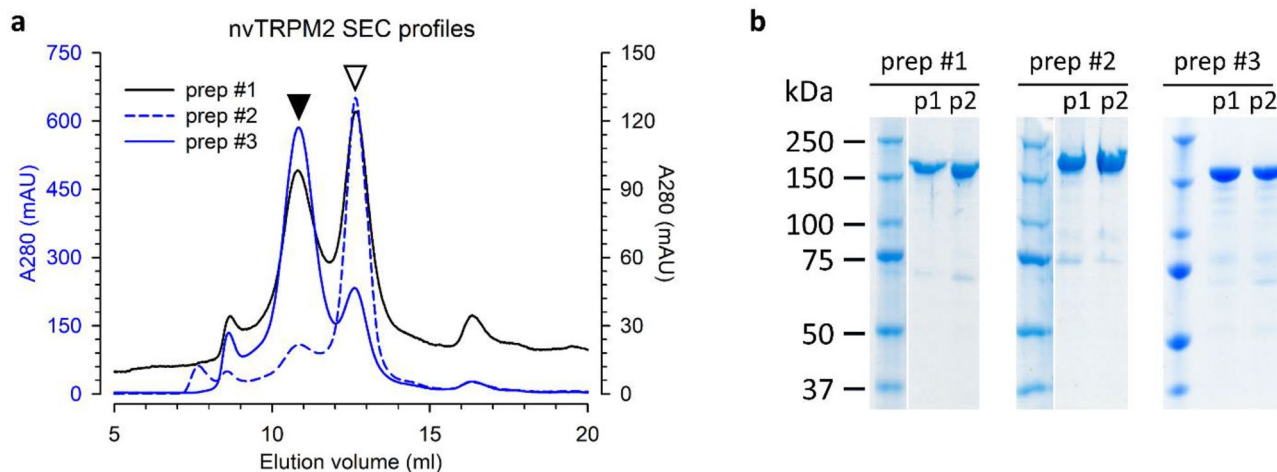 a
nvTRPM2 SEC profiles
750
600
450
300
150
0
A280 (mAU)
150
120
90
60
30
0
A280 (mAU)
prep #1
prep #2
prep #3
5
10
15
20
Elution volume (ml)
b
prep #1
prep #2
prep #3
kDa
p1 p2
p1 p2
p1 p2
250
150
100
75
50
37